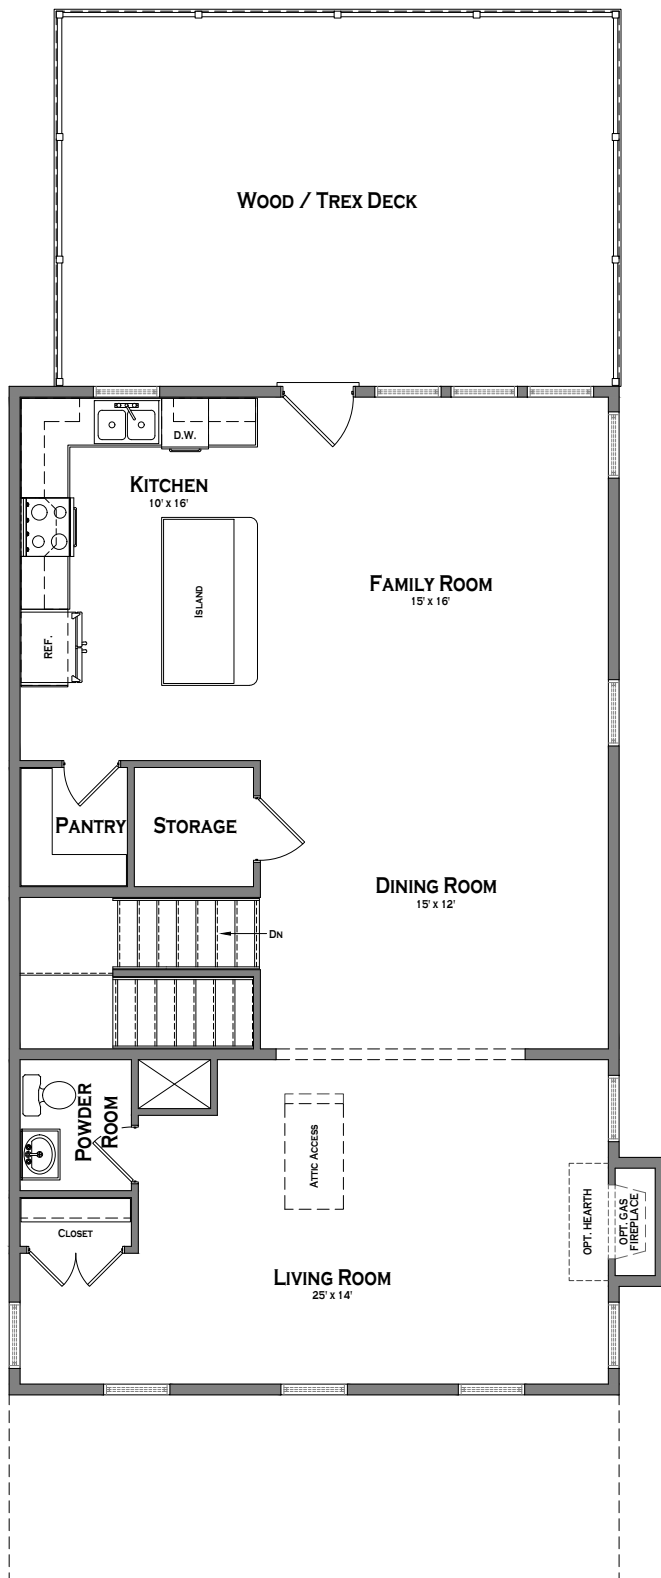 WOOD / TREX DECK
D.W.
KITCHEN
10' X 16'
FAMILY ROOM
15' X 16'
ISLAND
REF.
PANTRY
STORAGE
DINING ROOM
15' X 12'
DN
POWDER
ROOM
ATTIC ACCESS
CLOSET
OPT. HEARTH
OPT. GAS
FIREPLACE
LIVING ROOM
25' X 14'